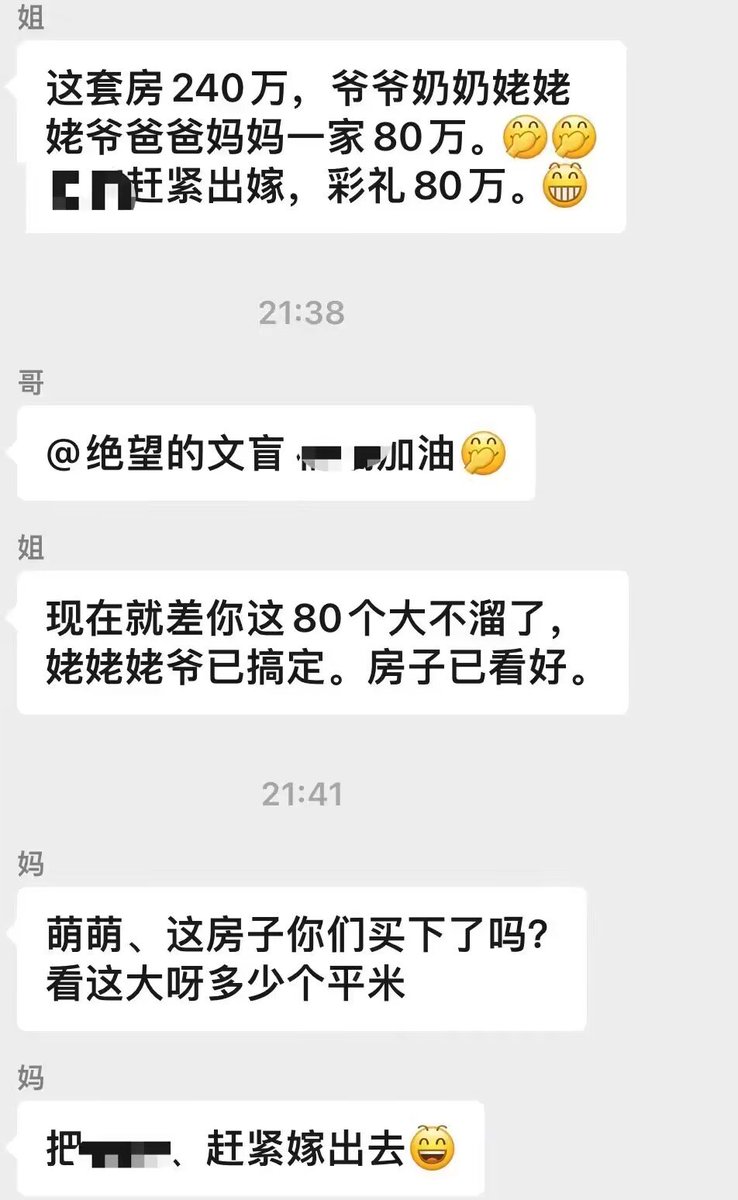 姐
这套房240万，爷爷奶奶姥姥
姥爷爸爸妈妈一家80万。🤭🤭
赶紧出嫁，彩礼80万。😁
21:38
哥
@绝望的文盲 加油🤭
姐
现在就差你这80个大不溜了，
姥姥姥爷已搞定。房子已看好。
21:41
妈
萌萌、这房子你们买下了吗?
看这大呀多少个平米
妈
把、赶紧嫁出去😄